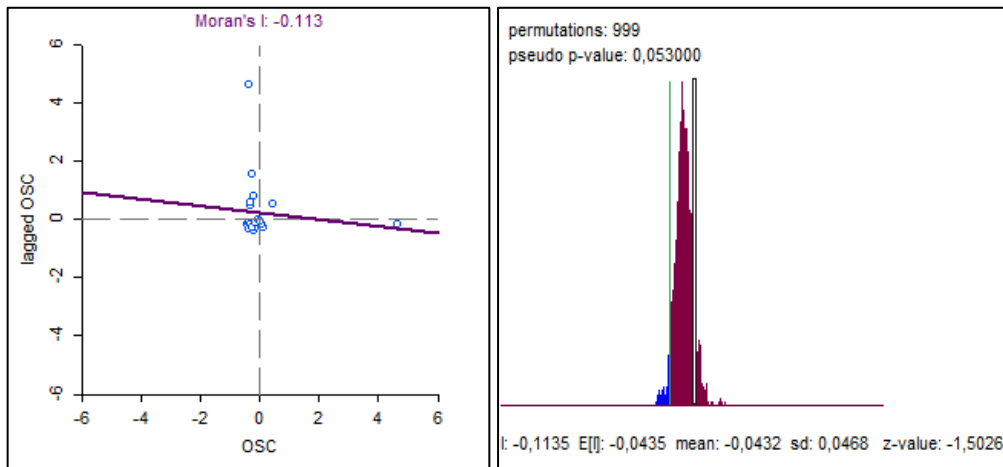 Moran's I: -0.113
6
4
2
0
-2
-4
-6
lagged OSC
-6 -4 -2 0 2 4 6
OSC
permutations: 999
pseudo p-value: 0,053000
I: -0,1135 E[I]: -0,0435 mean: -0,0432 sd: 0,0468 z-value: -1,5026